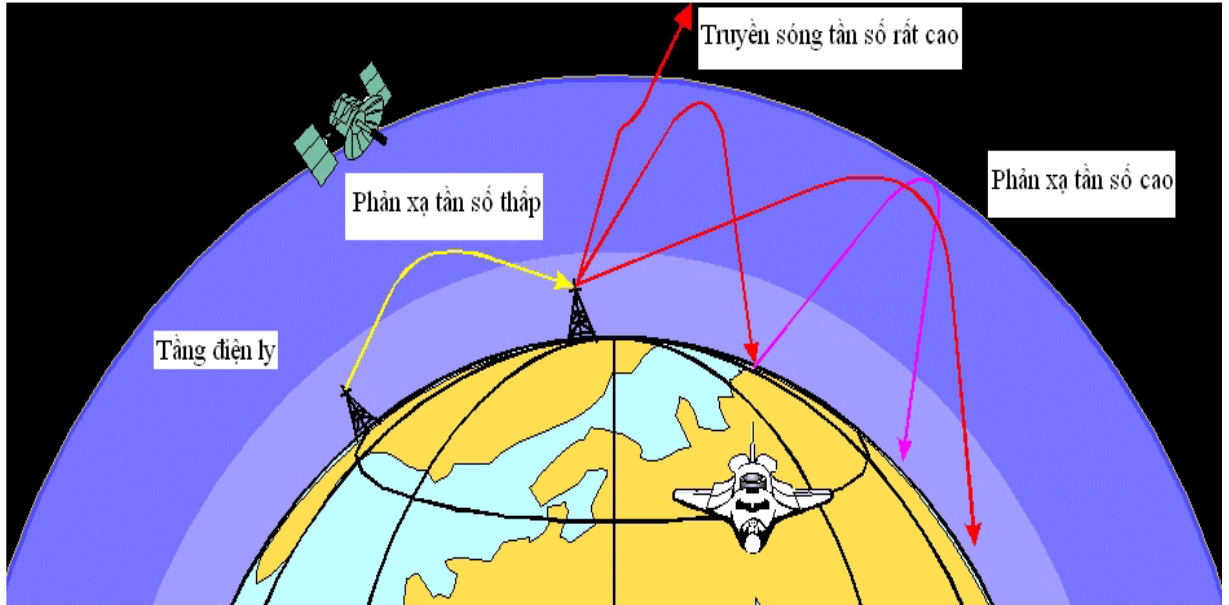 Truyền sóng tần số rất cao
Phản xạ tần số cao
Phản xạ tần số thấp
Tầng điện ly